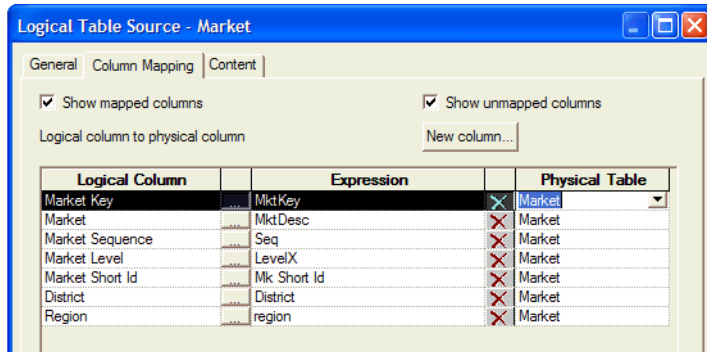 Logical Table Source - Market
General Column Mapping Content
Show mapped columns Show unmapped columns
Logical column to physical column New column...
Logical Column Expression Physical Table
Market Key ... MktKey Market
Market ... MktDesc Market
Market Sequence ... Seq Market
Market Level ... LevelX Market
Market Short Id ... Mk Short Id Market
District ... District Market
Region ... region Market